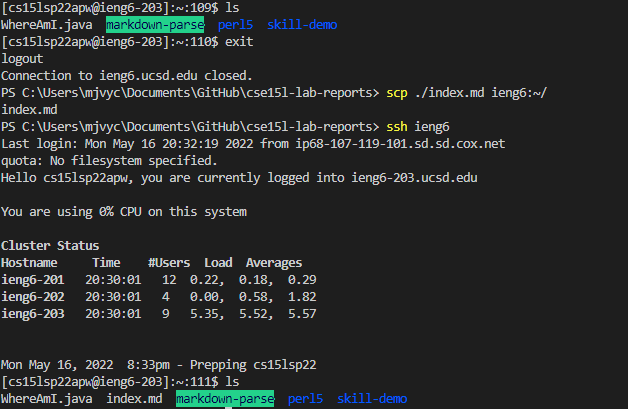 [cs15lsp22apw@ieng6-203]:~:109$ ls
WhereAmI.java  markdown-parse  perl5  skill-demo
[cs15lsp22apw@ieng6-203]:~:110$ exit
logout
Connection to ieng6.ucsd.edu closed.
PS C:\Users\mjvyc\Documents\GitHub\cse15l-lab-reports> scp ./index.md ieng6:~/
index.md
PS C:\Users\mjvyc\Documents\GitHub\cse15l-lab-reports> ssh ieng6
Last login: Mon May 16 20:32:19 2022 from ip68-107-119-101.sd.sd.cox.net
quota: No filesystem specified.
Hello cs15lsp22apw, you are currently logged into ieng6-203.ucsd.edu
You are using 0% CPU on this system
Cluster Status
Hostname     Time    #Users  Load  Averages
ieng6-201   20:30:01   12  0.22,  0.18,  0.29
ieng6-202   20:30:01   4   0.00,  0.58,  1.82
ieng6-203   20:30:01   9   5.35,  5.52,  5.57
Mon May 16, 2022  8:33pm - Prepping cs15lsp22
[cs15lsp22apw@ieng6-203]:~:111$ ls
WhereAmI.java  index.md  markdown-parse  perl5  skill-demo